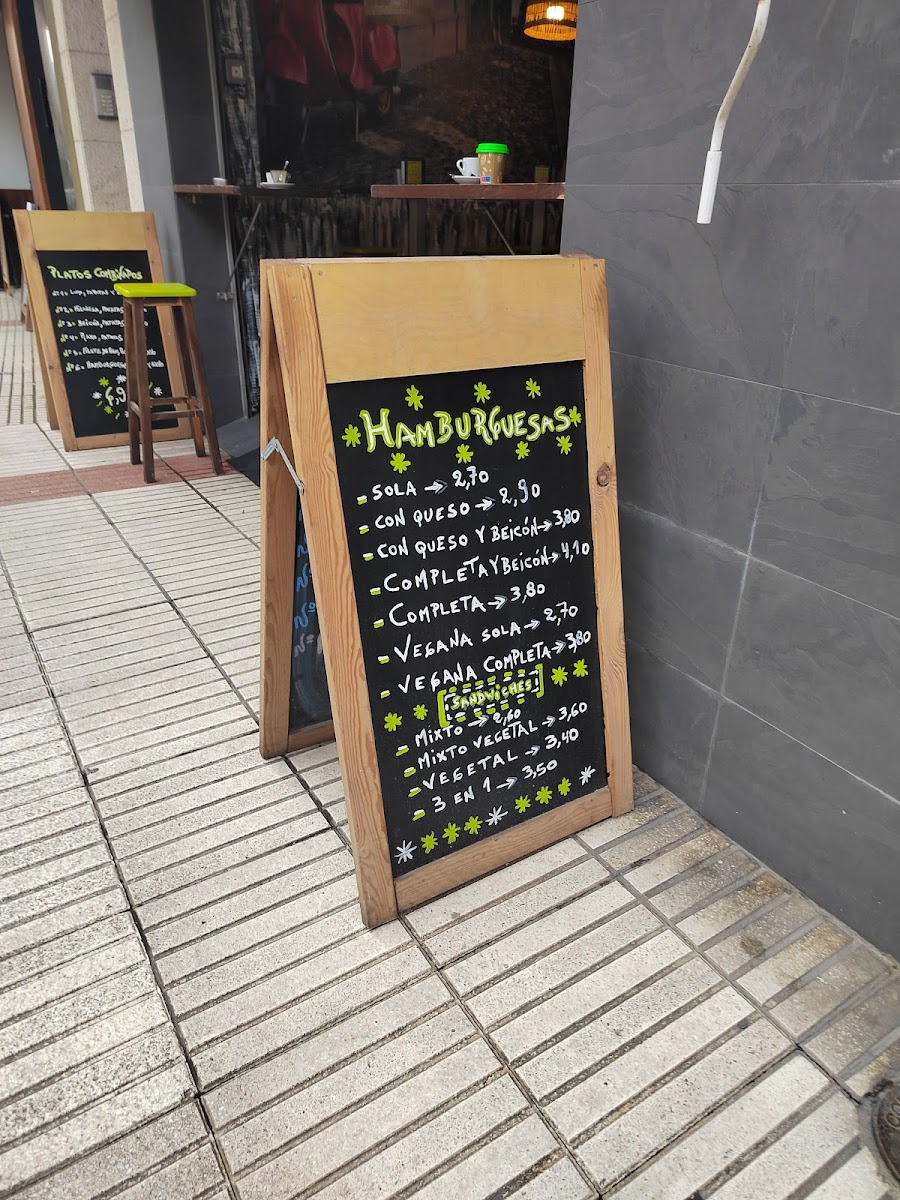 PLATOS COMBINADOS
HAMBURGUESAS
SOLA → 2,70
CON QUESO → 2,90
CON QUESO Y BEICÓN → 3,80
COMPLETA Y BEICÓN → 4,10
COMPLETA → 3,80
VEGANA SOLA → 2,70
VEGANA COMPLETA → 3,80
SANDWICHES
MIXTO → 2,60
MIXTO VEGETAL → 3,60
VEGETAL → 3,40
3 EN 1 → 3,50